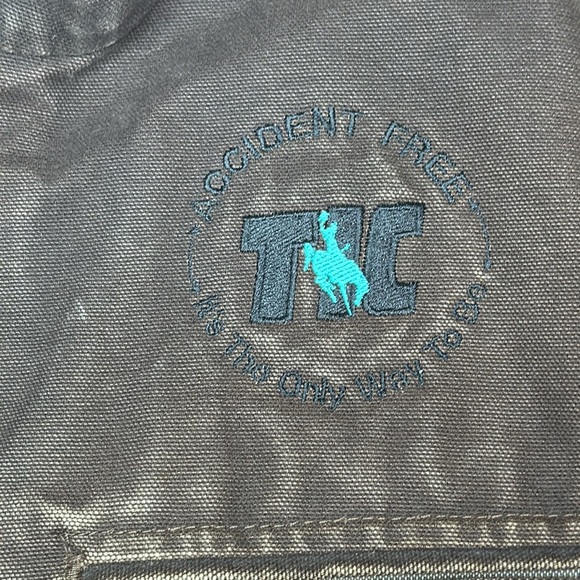 ACCIDENT FREE
TIC
It's The Only Way To Go